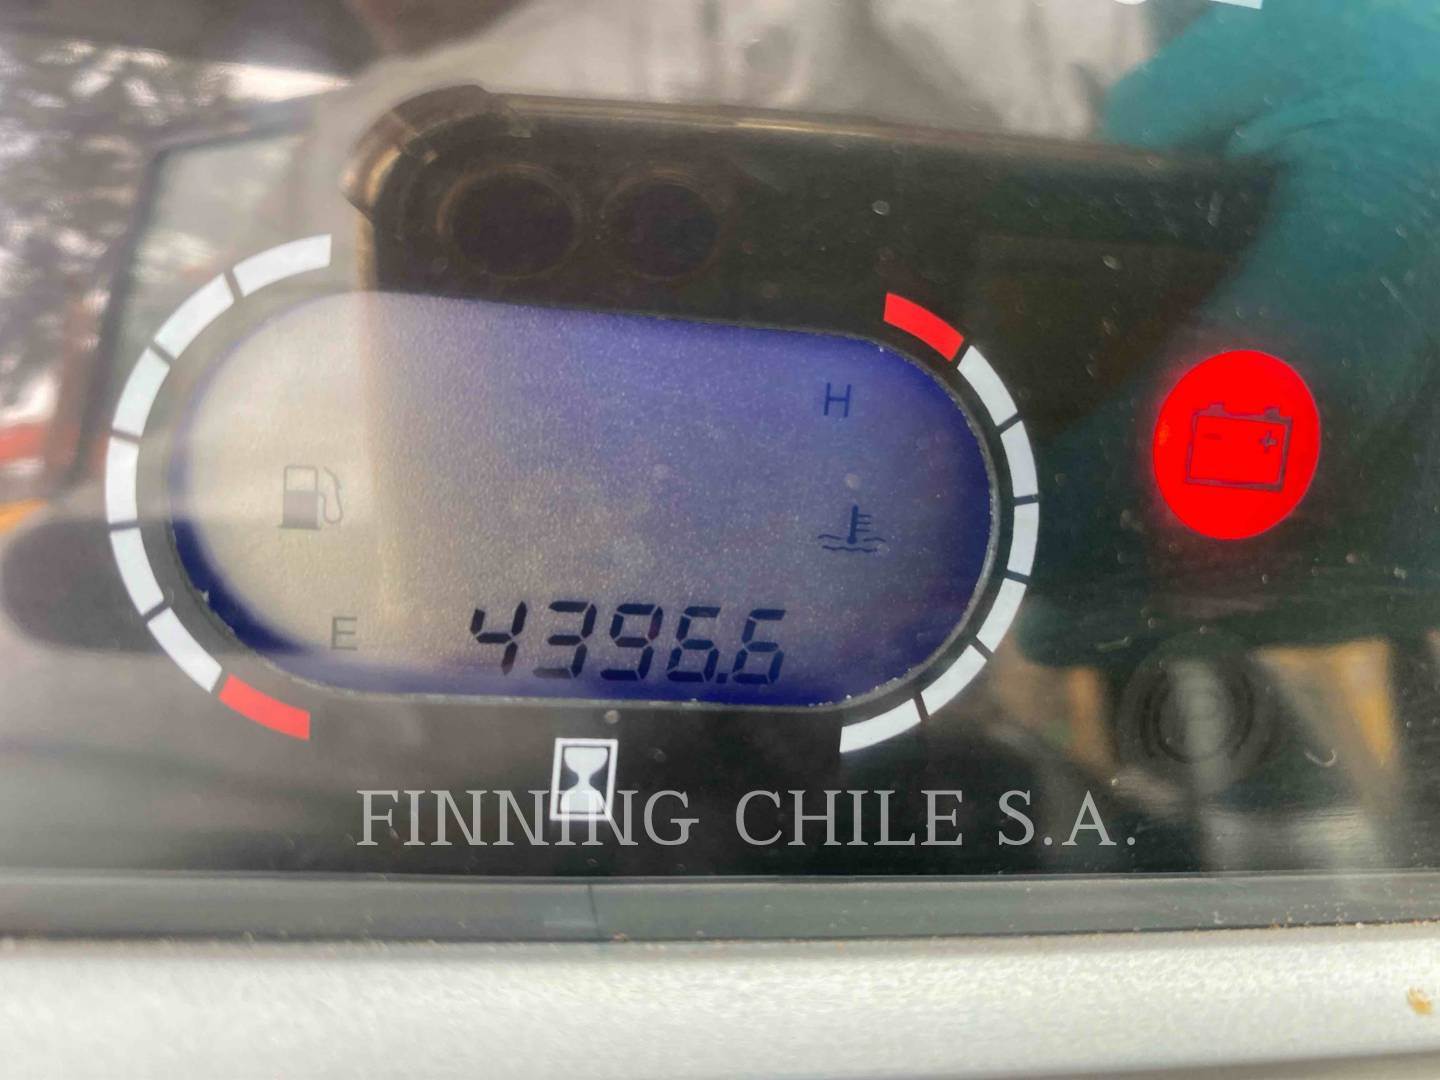 H
E
4396.6
FINNING CHILE S.A.